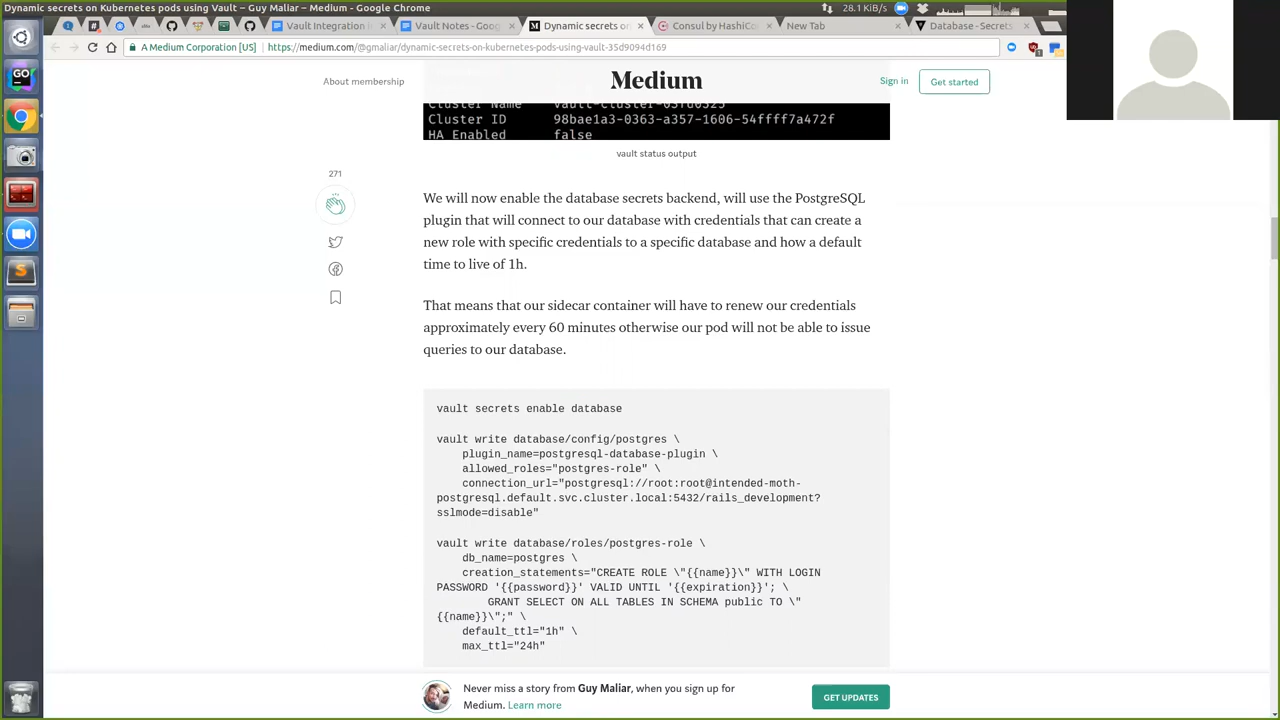 Dynamic secrets on Kubernetes pods using Vault – Guy Maliar – Medium - Google Chrome
28.1 KiB/s
Vault Integration in
Vault Notes - Goog
Dynamic secrets on
Consul by HashiCo
New Tab
Database - Secrets
A Medium Corporation [US]
https://medium.com/@gmaliar/dynamic-secrets-on-kubernetes-pods-using-vault-35d9094d169
About membership
Medium
Sign in
Get started
Cluster Name vault-cluster-03fd0325
Cluster ID 98bae1a3-0363-a357-1606-54ffff7a472f
HA Enabled false
vault status output
271
We will now enable the database secrets backend, will use the PostgreSQL
plugin that will connect to our database with credentials that can create a
new role with specific credentials to a specific database and how a default
time to live of 1h.
That means that our sidecar container will have to renew our credentials
approximately every 60 minutes otherwise our pod will not be able to issue
queries to our database.
vault secrets enable database
vault write database/config/postgres \
plugin_name=postgresql-database-plugin \
allowed_roles="postgres-role" \
connection_url="postgresql://root:root@intended-moth-
postgresql.default.svc.cluster.local:5432/rails_development?
sslmode=disable"
vault write database/roles/postgres-role \
db_name=postgres \
creation_statements="CREATE ROLE \"{{name}}\" WITH LOGIN
PASSWORD '{{password}}' VALID UNTIL '{{expiration}}'; \
GRANT SELECT ON ALL TABLES IN SCHEMA public TO \"
{{name}}\";" \
default_ttl="1h" \
max_ttl="24h"
Never miss a story from Guy Maliar, when you sign up for
Medium. Learn more
GET UPDATES